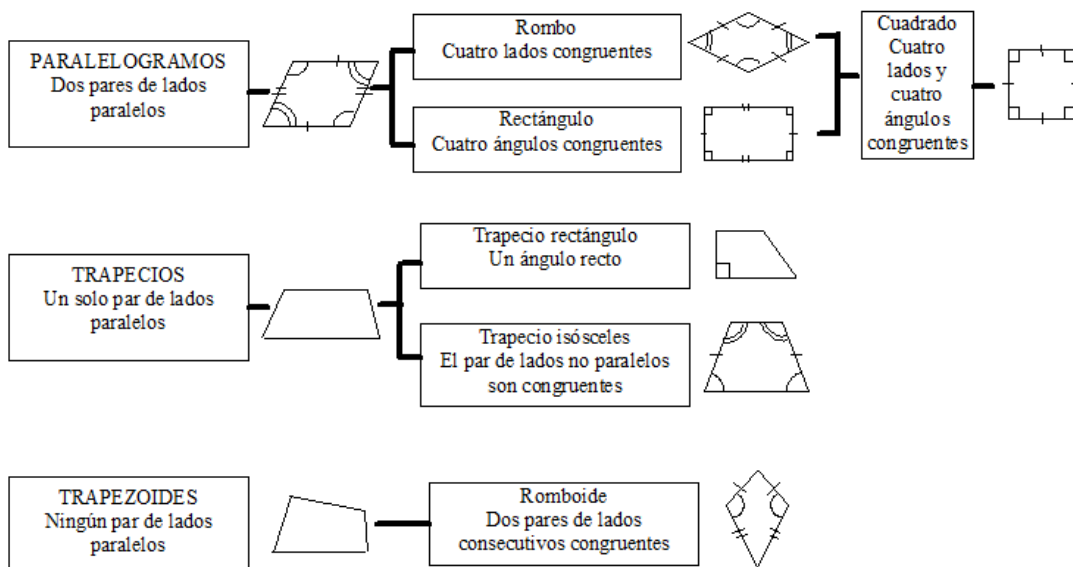 PARALELOGRAMOS
Dos pares de lados
paralelos
Rombo
Cuatro lados congruentes
Rectángulo
Cuatro ángulos congruentes
Cuadrado
Cuatro
lados y
cuatro
ángulos
congruentes
TRAPECIOS
Un solo par de lados
paralelos
Trapecio rectángulo
Un ángulo recto
Trapecio isósceles
El par de lados no paralelos
son congruentes
TRAPEZOIDES
Ningún par de lados
paralelos
Romboide
Dos pares de lados
consecutivos congruentes